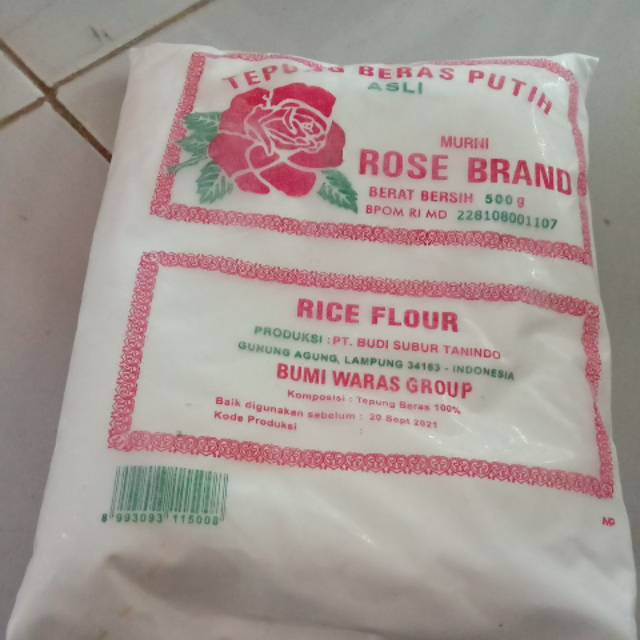 TEPUNG BERAS PUTIH
ASLI
MURNI
ROSE BRAND
BERAT BERSIH 500 g
BPOM RI MD 228108001107
RICE FLOUR
PRODUKSI : PT. BUDI SUBUR TANINDO
GUNUNG AGUNG, LAMPUNG 34163 - INDONESIA
BUMI WARAS GROUP
Komposisi : Tepung Beras 100%
Baik digunakan sebelum : 20 Sept 2021
Kode Produksi :
8 993093 115008